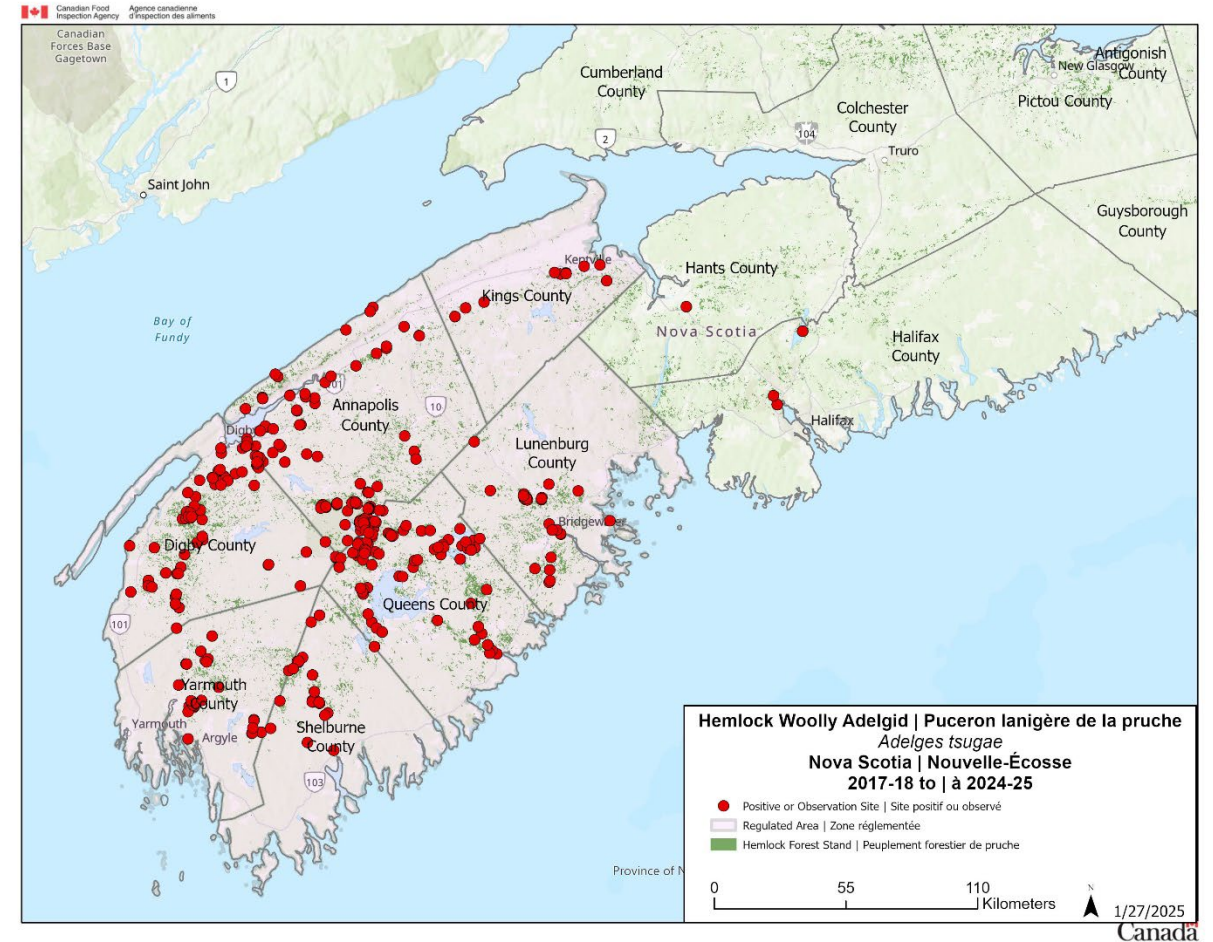 Canadian Food Agence canadienne
Inspection Agency d'inspection des aliments
Canadian
Forces Base
Gagetown
1
Cumberland
County
2
Colchester
County
104
Truro
Antigonish
New Glasgow
County
Pictou County
Saint John
Guysborough
County
Bay of
Fundy
Kentville
Kings County
Hants County
Nova Scotia
Halifax
County
101
Annapolis
County
10
Halifax
Lunenburg
County
Digby County
Queens County
101
Yarmouth
County
Yarmouth
Argyle
Shelburne
County
103
Province of N
Hemlock Woolly Adelgid | Puceron lanigère de la pruche
Adelges tsugae
Nova Scotia | Nouvelle-Écosse
2017-18 to | à 2024-25
Positive or Observation Site | Site positif ou observé
Regulated Area | Zone réglementée
Hemlock Forest Stand | Peuplement forestier de pruche
0 55 110
Kilometers
N
1/27/2025
Canada